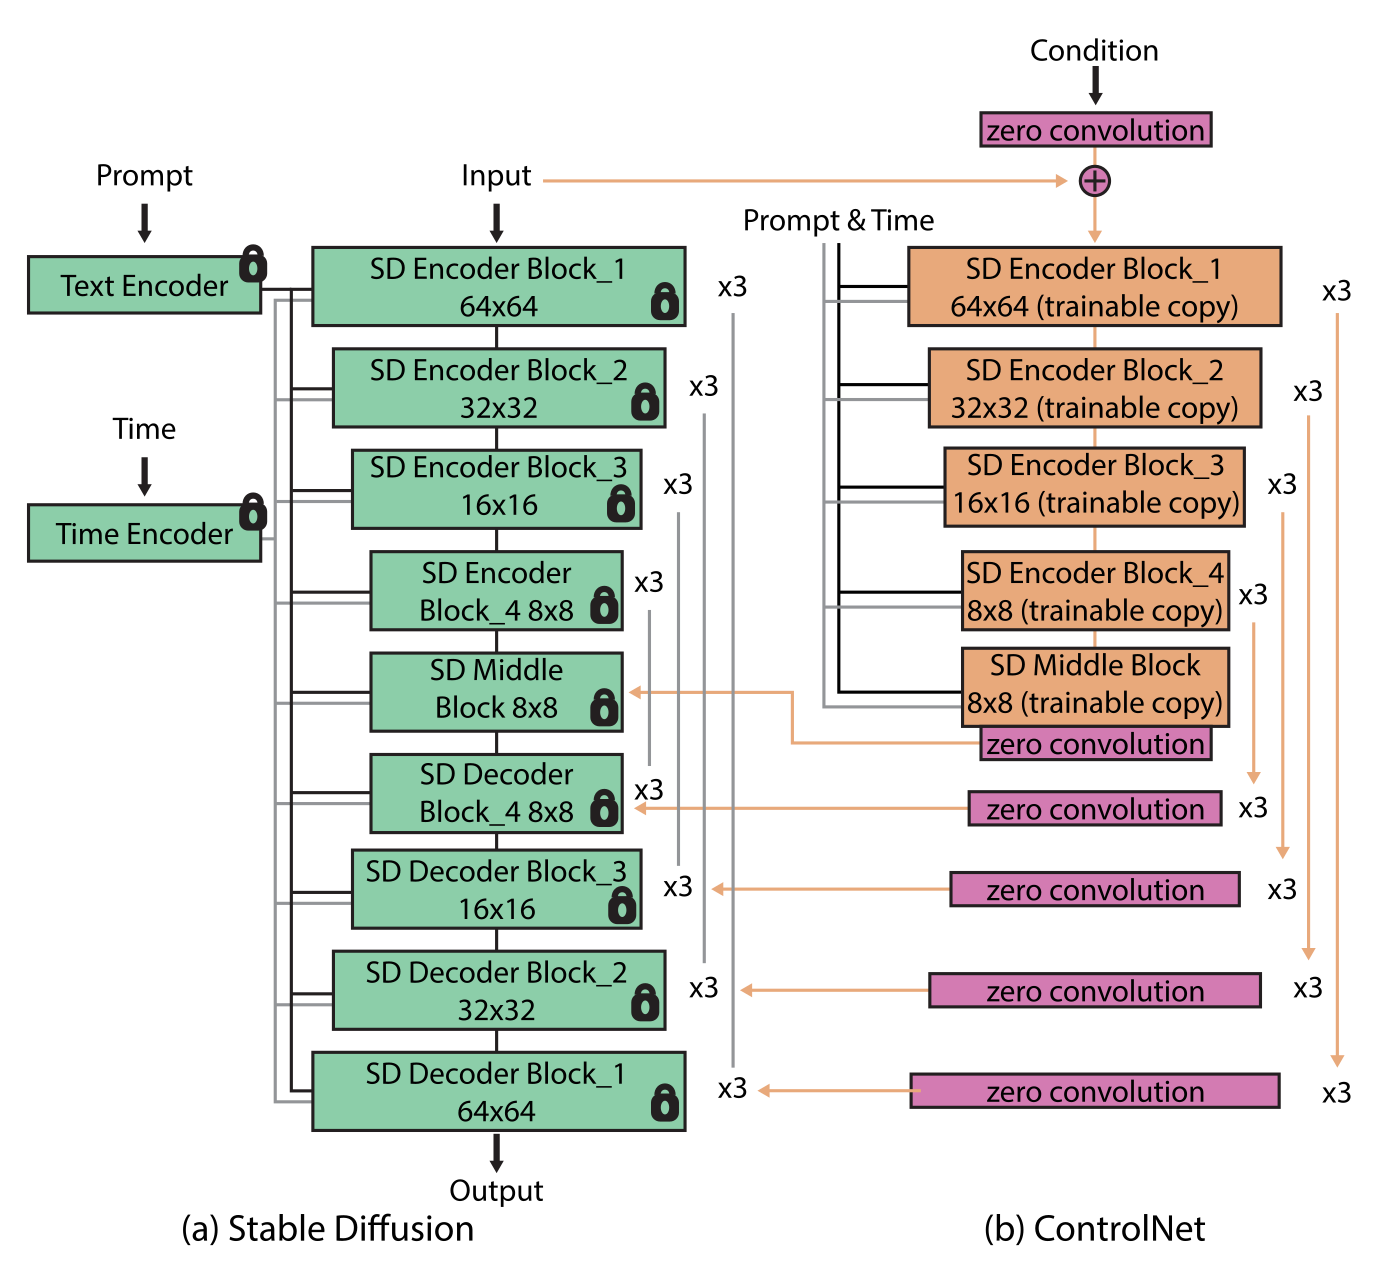 Condition
zero convolution
Prompt
Input
Prompt & Time
Text Encoder
SD Encoder Block_1
64x64
x3
SD Encoder Block_1
64x64 (trainable copy)
x3
SD Encoder Block_2
32x32
x3
SD Encoder Block_2
32x32 (trainable copy)
x3
Time
SD Encoder Block_3
16x16
x3
SD Encoder Block_3
16x16 (trainable copy)
x3
Time Encoder
SD Encoder
Block_4 8x8
x3
SD Encoder Block_4
8x8 (trainable copy)
x3
SD Middle
Block 8x8
SD Middle Block
8x8 (trainable copy)
zero convolution
SD Decoder
Block_4 8x8
x3
zero convolution
x3
SD Decoder Block_3
16x16
x3
zero convolution
x3
SD Decoder Block_2
32x32
x3
zero convolution
x3
SD Decoder Block_1
64x64
x3
zero convolution
x3
Output
(a) Stable Diffusion
(b) ControlNet